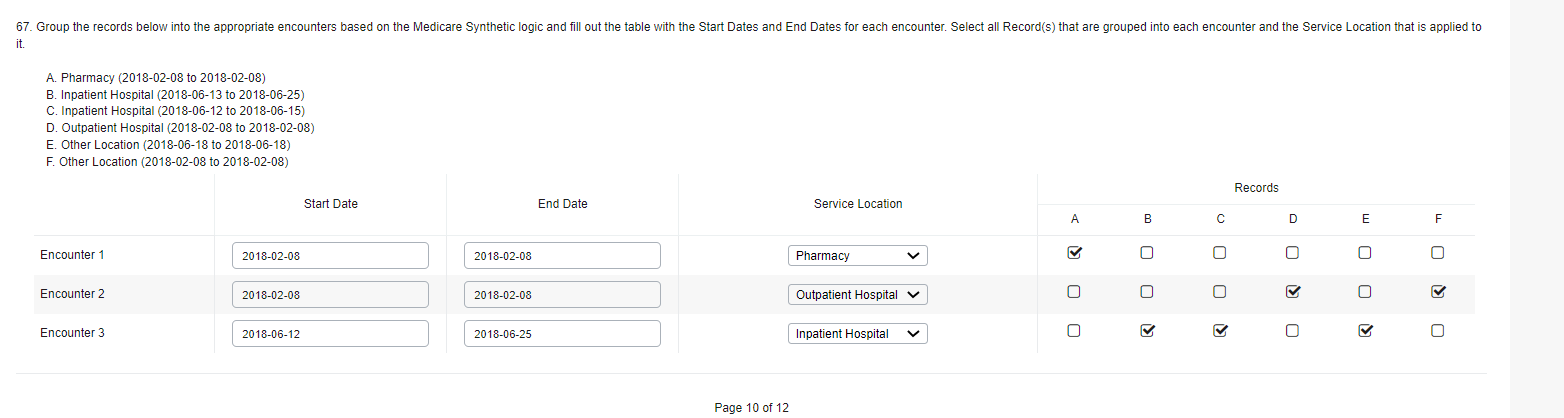 67. Group the records below into the appropriate encounters based on the Medicare Synthetic logic and fill out the table with the Start Dates and End Dates for each encounter. Select all Record(s) that are grouped into each encounter and the Service Location that is applied to
it.
A. Pharmacy (2018-02-08 to 2018-02-08)
B. Inpatient Hospital (2018-06-13 to 2018-06-25)
C. Inpatient Hospital (2018-06-12 to 2018-06-15)
D. Outpatient Hospital (2018-02-08 to 2018-02-08)
E. Other Location (2018-06-18 to 2018-06-18)
F. Other Location (2018-02-08 to 2018-02-08)
Records
Start Date End Date Service Location
A B C D E F
Encounter 1 2018-02-08 2018-02-08 Pharmacy
Encounter 2 2018-02-08 2018-02-08 Outpatient Hospital
Encounter 3 2018-06-12 2018-06-25 Inpatient Hospital
Page 10 of 12